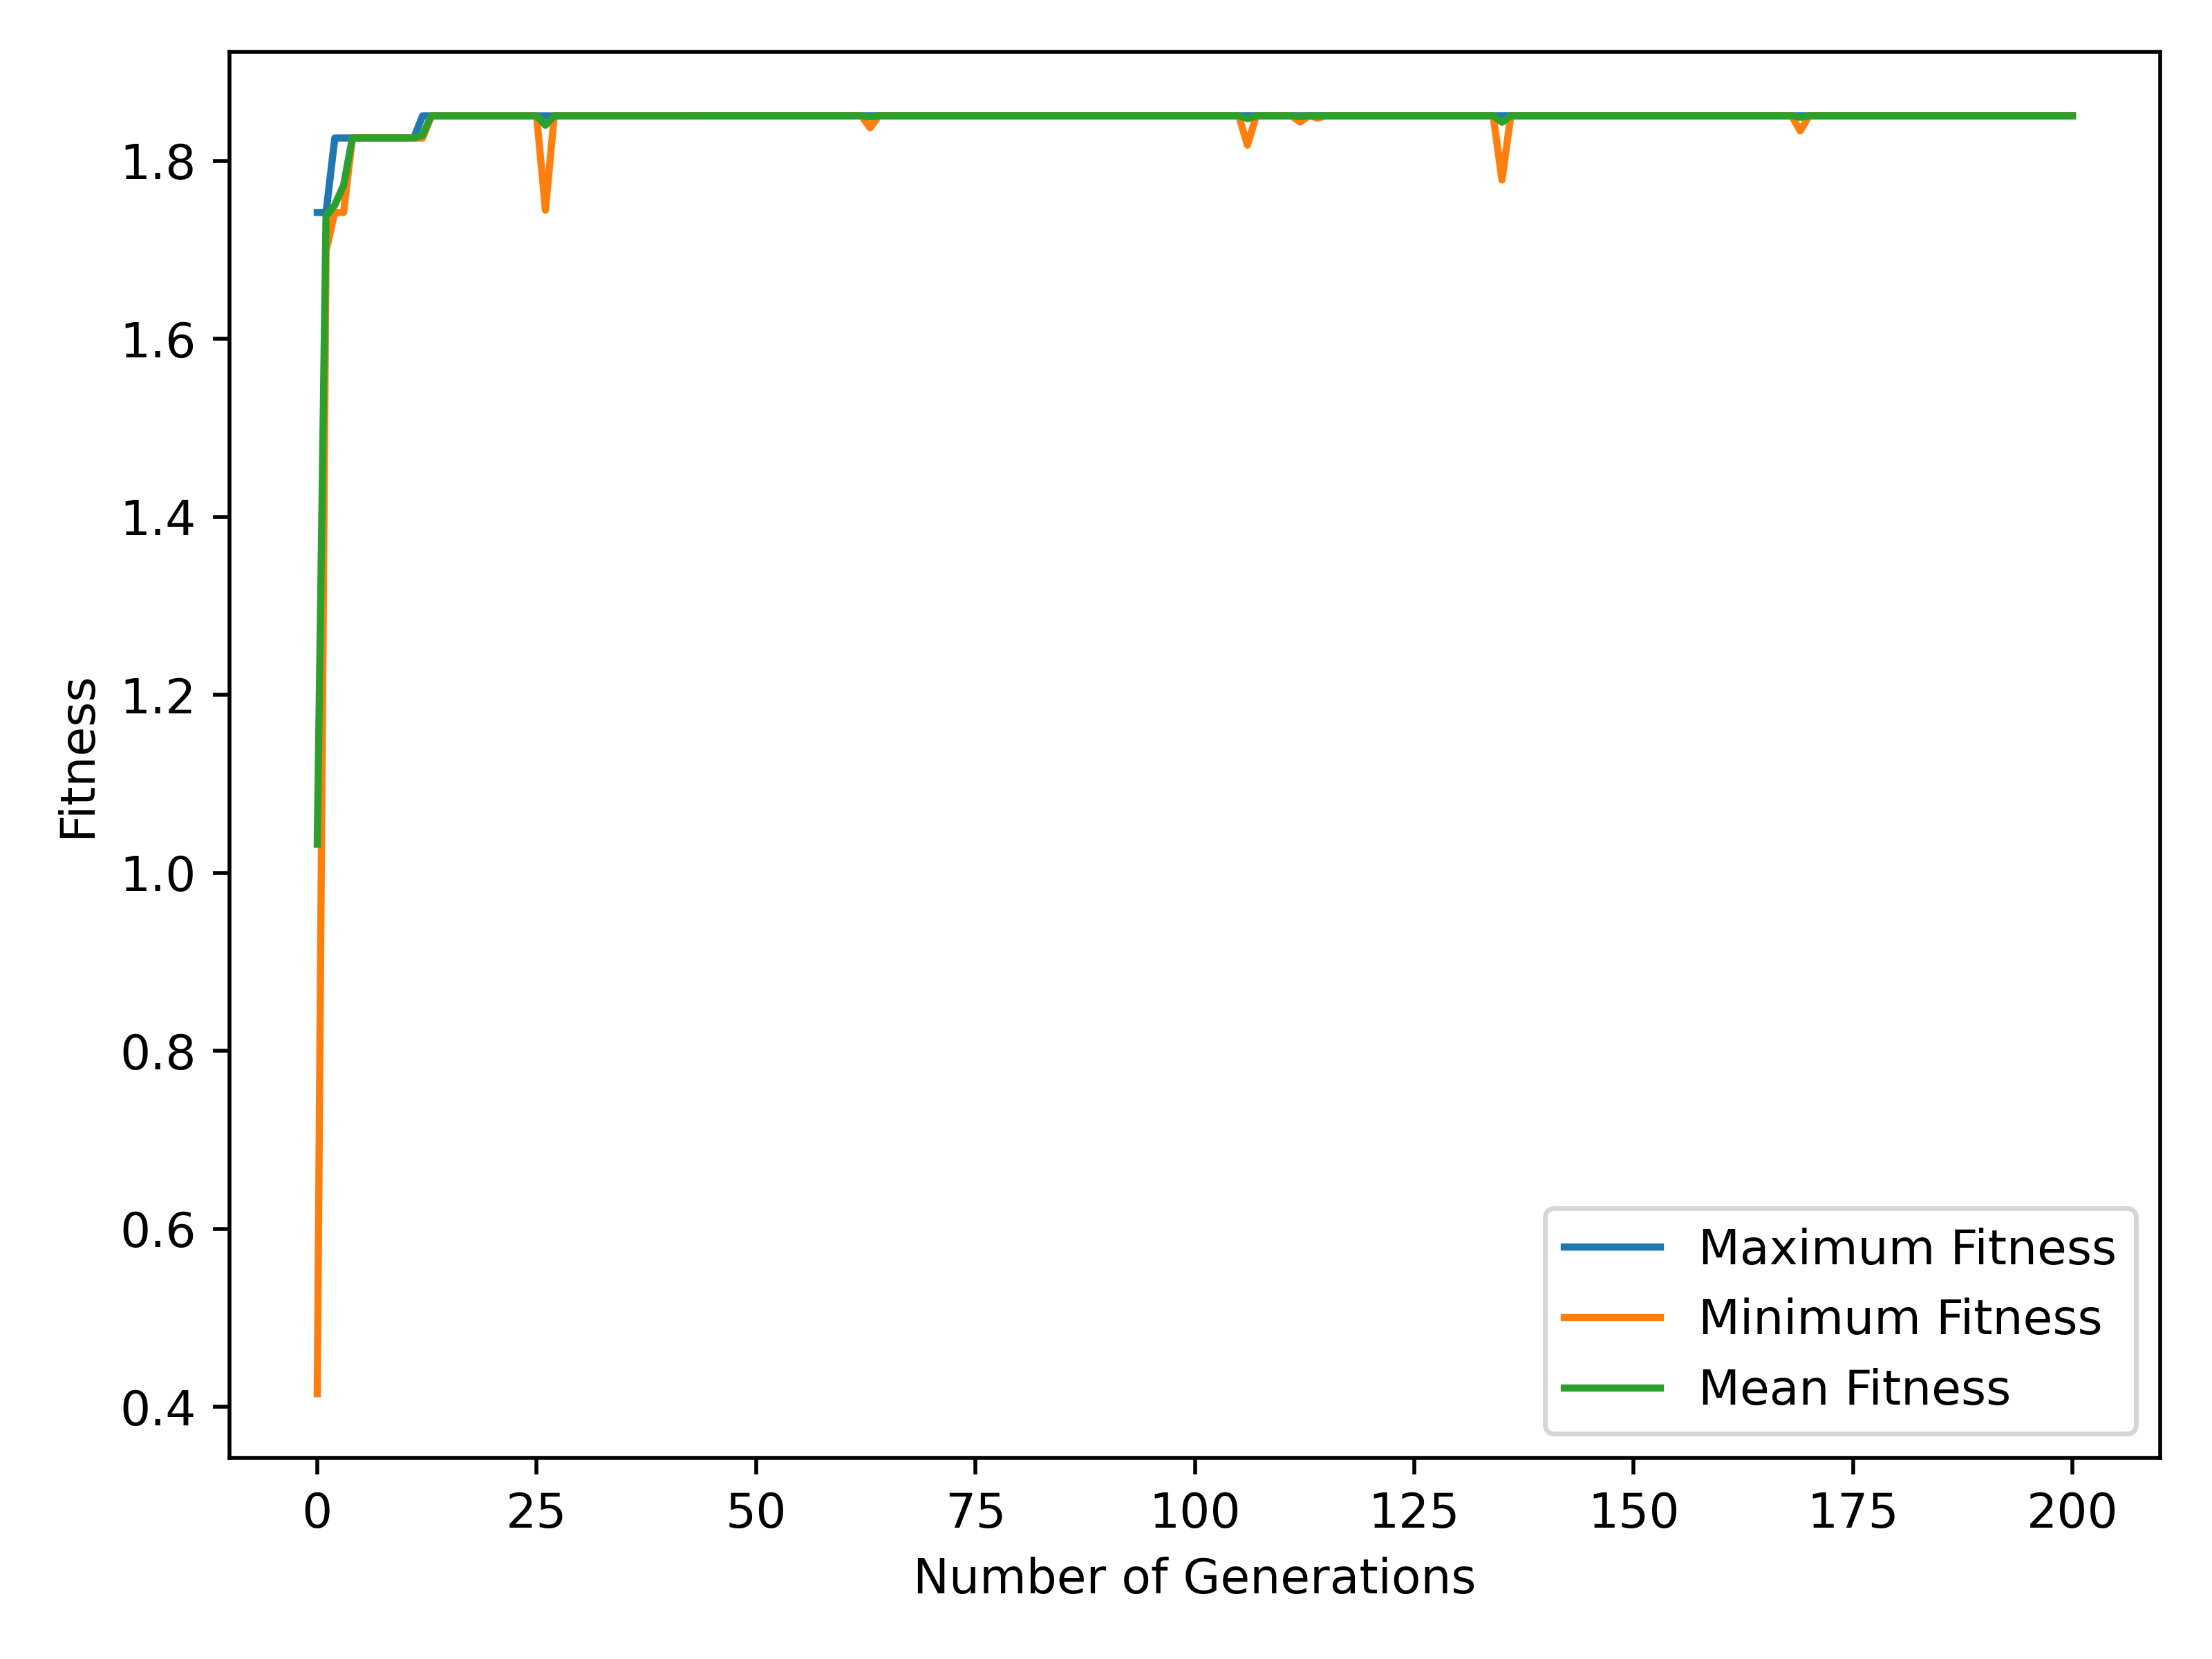 1.8
1.6
1.4
1.2
1.0
0.8
0.6
0.4
Fitness
Maximum Fitness
Minimum Fitness
Mean Fitness
0 25 50 75 100 125 150 175 200
Number of Generations